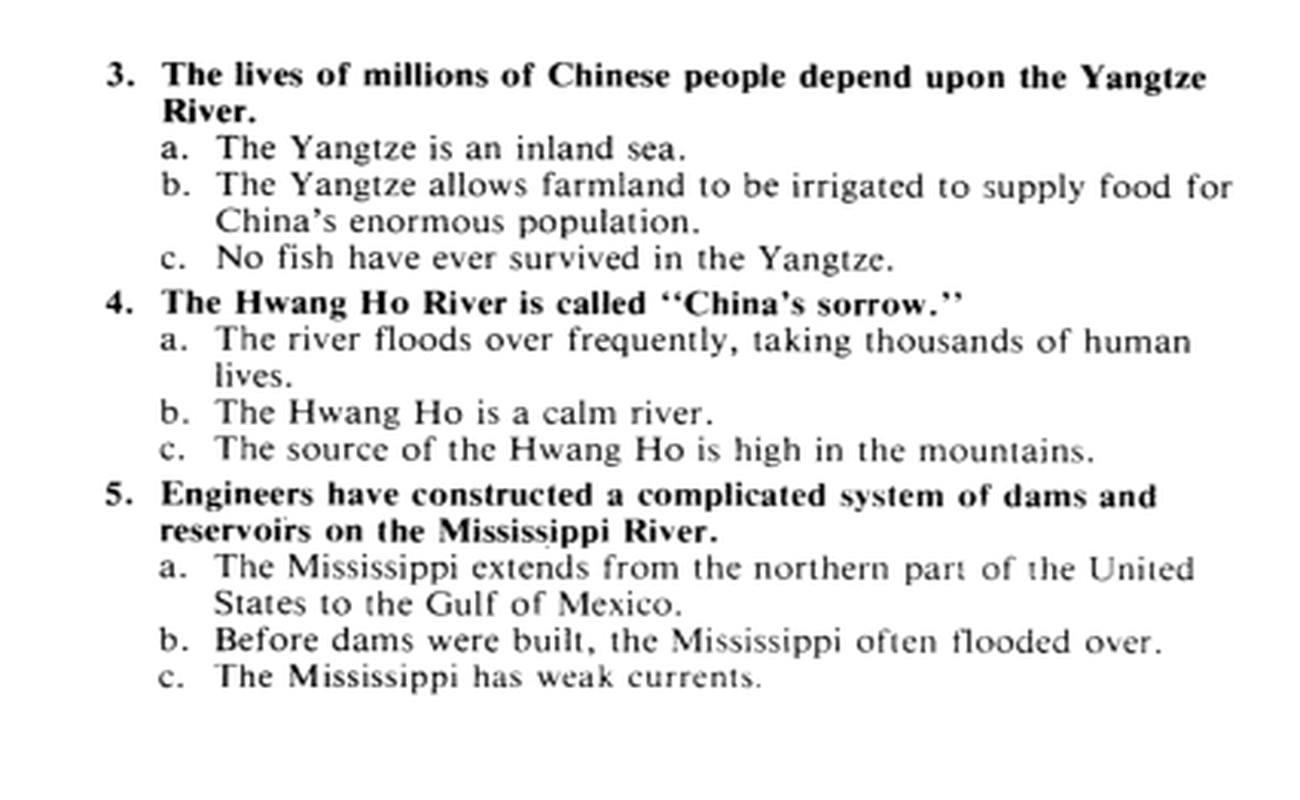 3. The lives of millions of Chinese people depend upon the Yangtze
River.
a. The Yangtze is an inland sea.
b. The Yangtze allows farmland to be irrigated to supply food for
China's enormous population.
c. No fish have ever survived in the Yangtze.
4. The Hwang Ho River is called “China's sorrow.”
a. The river floods over frequently, taking thousands of human
lives.
b. The Hwang Ho is a calm river.
c. The source of the Hwang Ho is high in the mountains.
5. Engineers have constructed a complicated system of dams and
reservoirs on the Mississippi River.
a. The Mississippi extends from the northern part of the United
States to the Gulf of Mexico.
b. Before dams were built, the Mississippi often flooded over.
c. The Mississippi has weak currents.